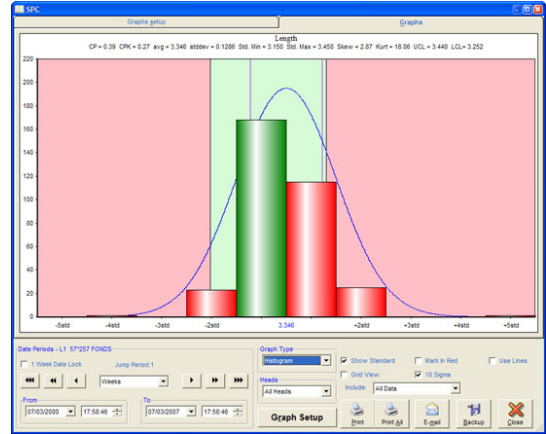 SPC
Graphs setup
Graphs
Length
CP = 0.39 CPK = 0.27 avg = 3.346 stddev = 0.1286 Std. Min = 3.150 Std. Max = 3.450 Skew = 2.87 Kurt = 18.06 UCL = 3.440 LCL= 3.252
220
200
180
160
140
120
100
80
60
40
20
0
-5std -4std -3std -2std 3.346 +2std +3std +4std +5std
Date Periods - L1 57*257 FONDS
1 Week Date Lock Jump Period:1
Weeks
From To
07/03/2000 17:58:46 07/03/2007 17:58:46
Graph Type
Histogram
Heads
All Heads
Graph Setup
Show Standard Mark In Red Use Lines
Grid View 10 Sigma
Include: All Data
Print Print All E-mail Backup Close